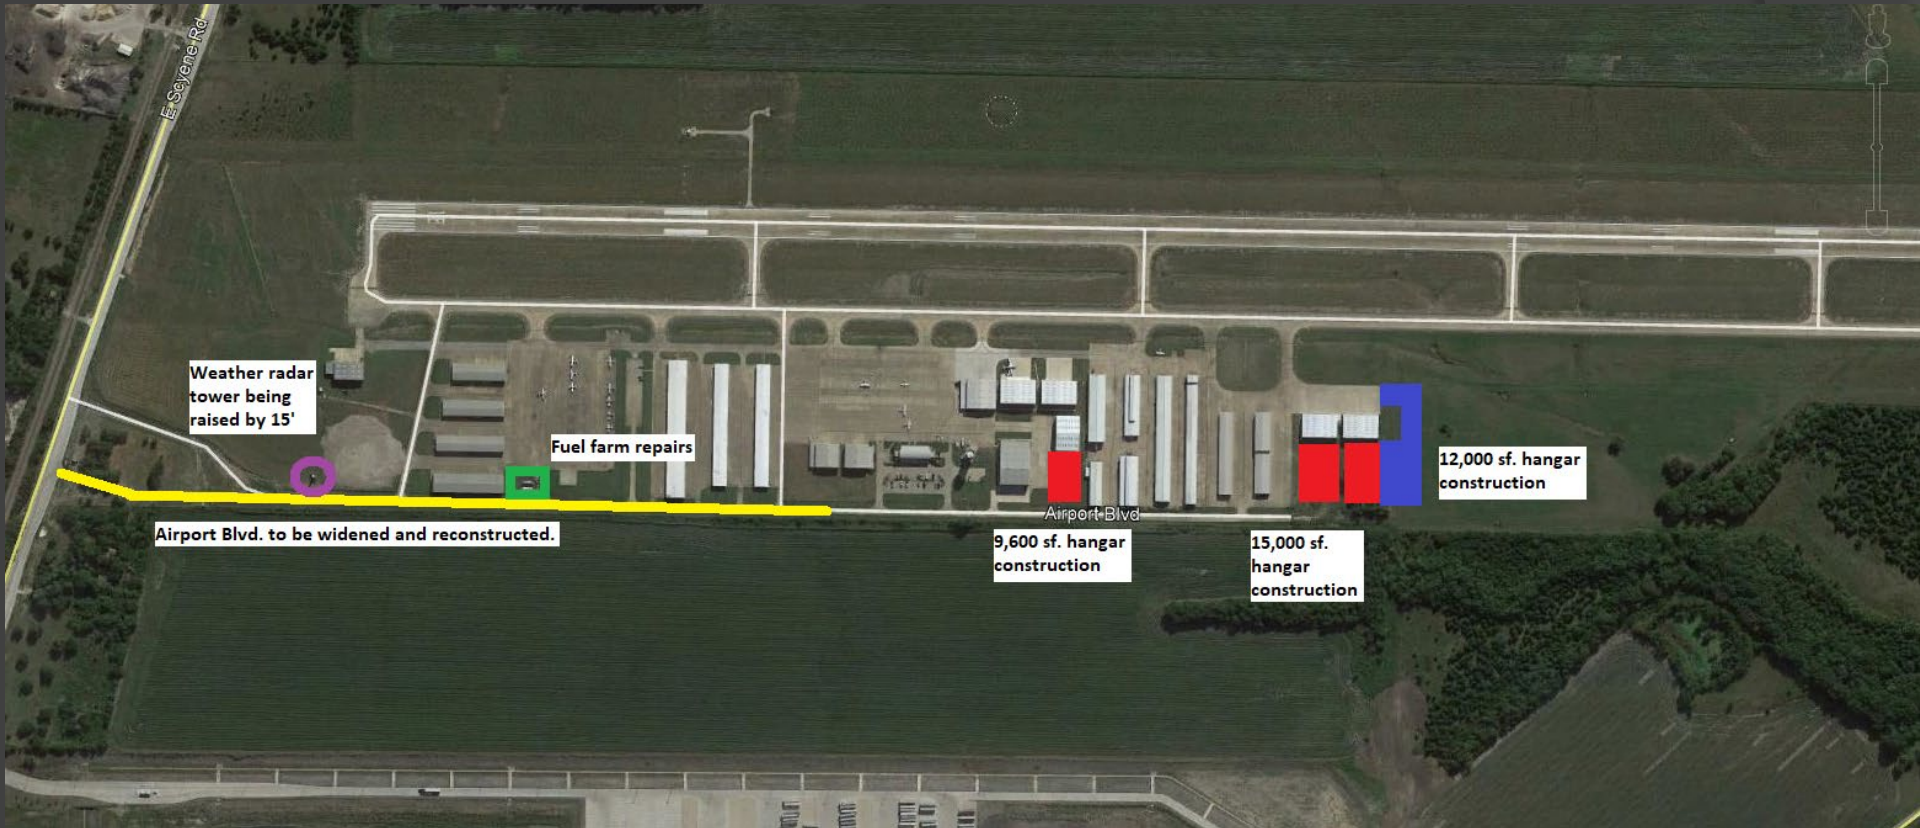 E Scyene Rd
Weather radar
tower being
raised by 15'
Fuel farm repairs
12,000 sf. hangar
construction
Airport Blvd. to be widened and reconstructed.
Airport Blvd
9,600 sf. hangar
construction
15,000 sf.
hangar
construction